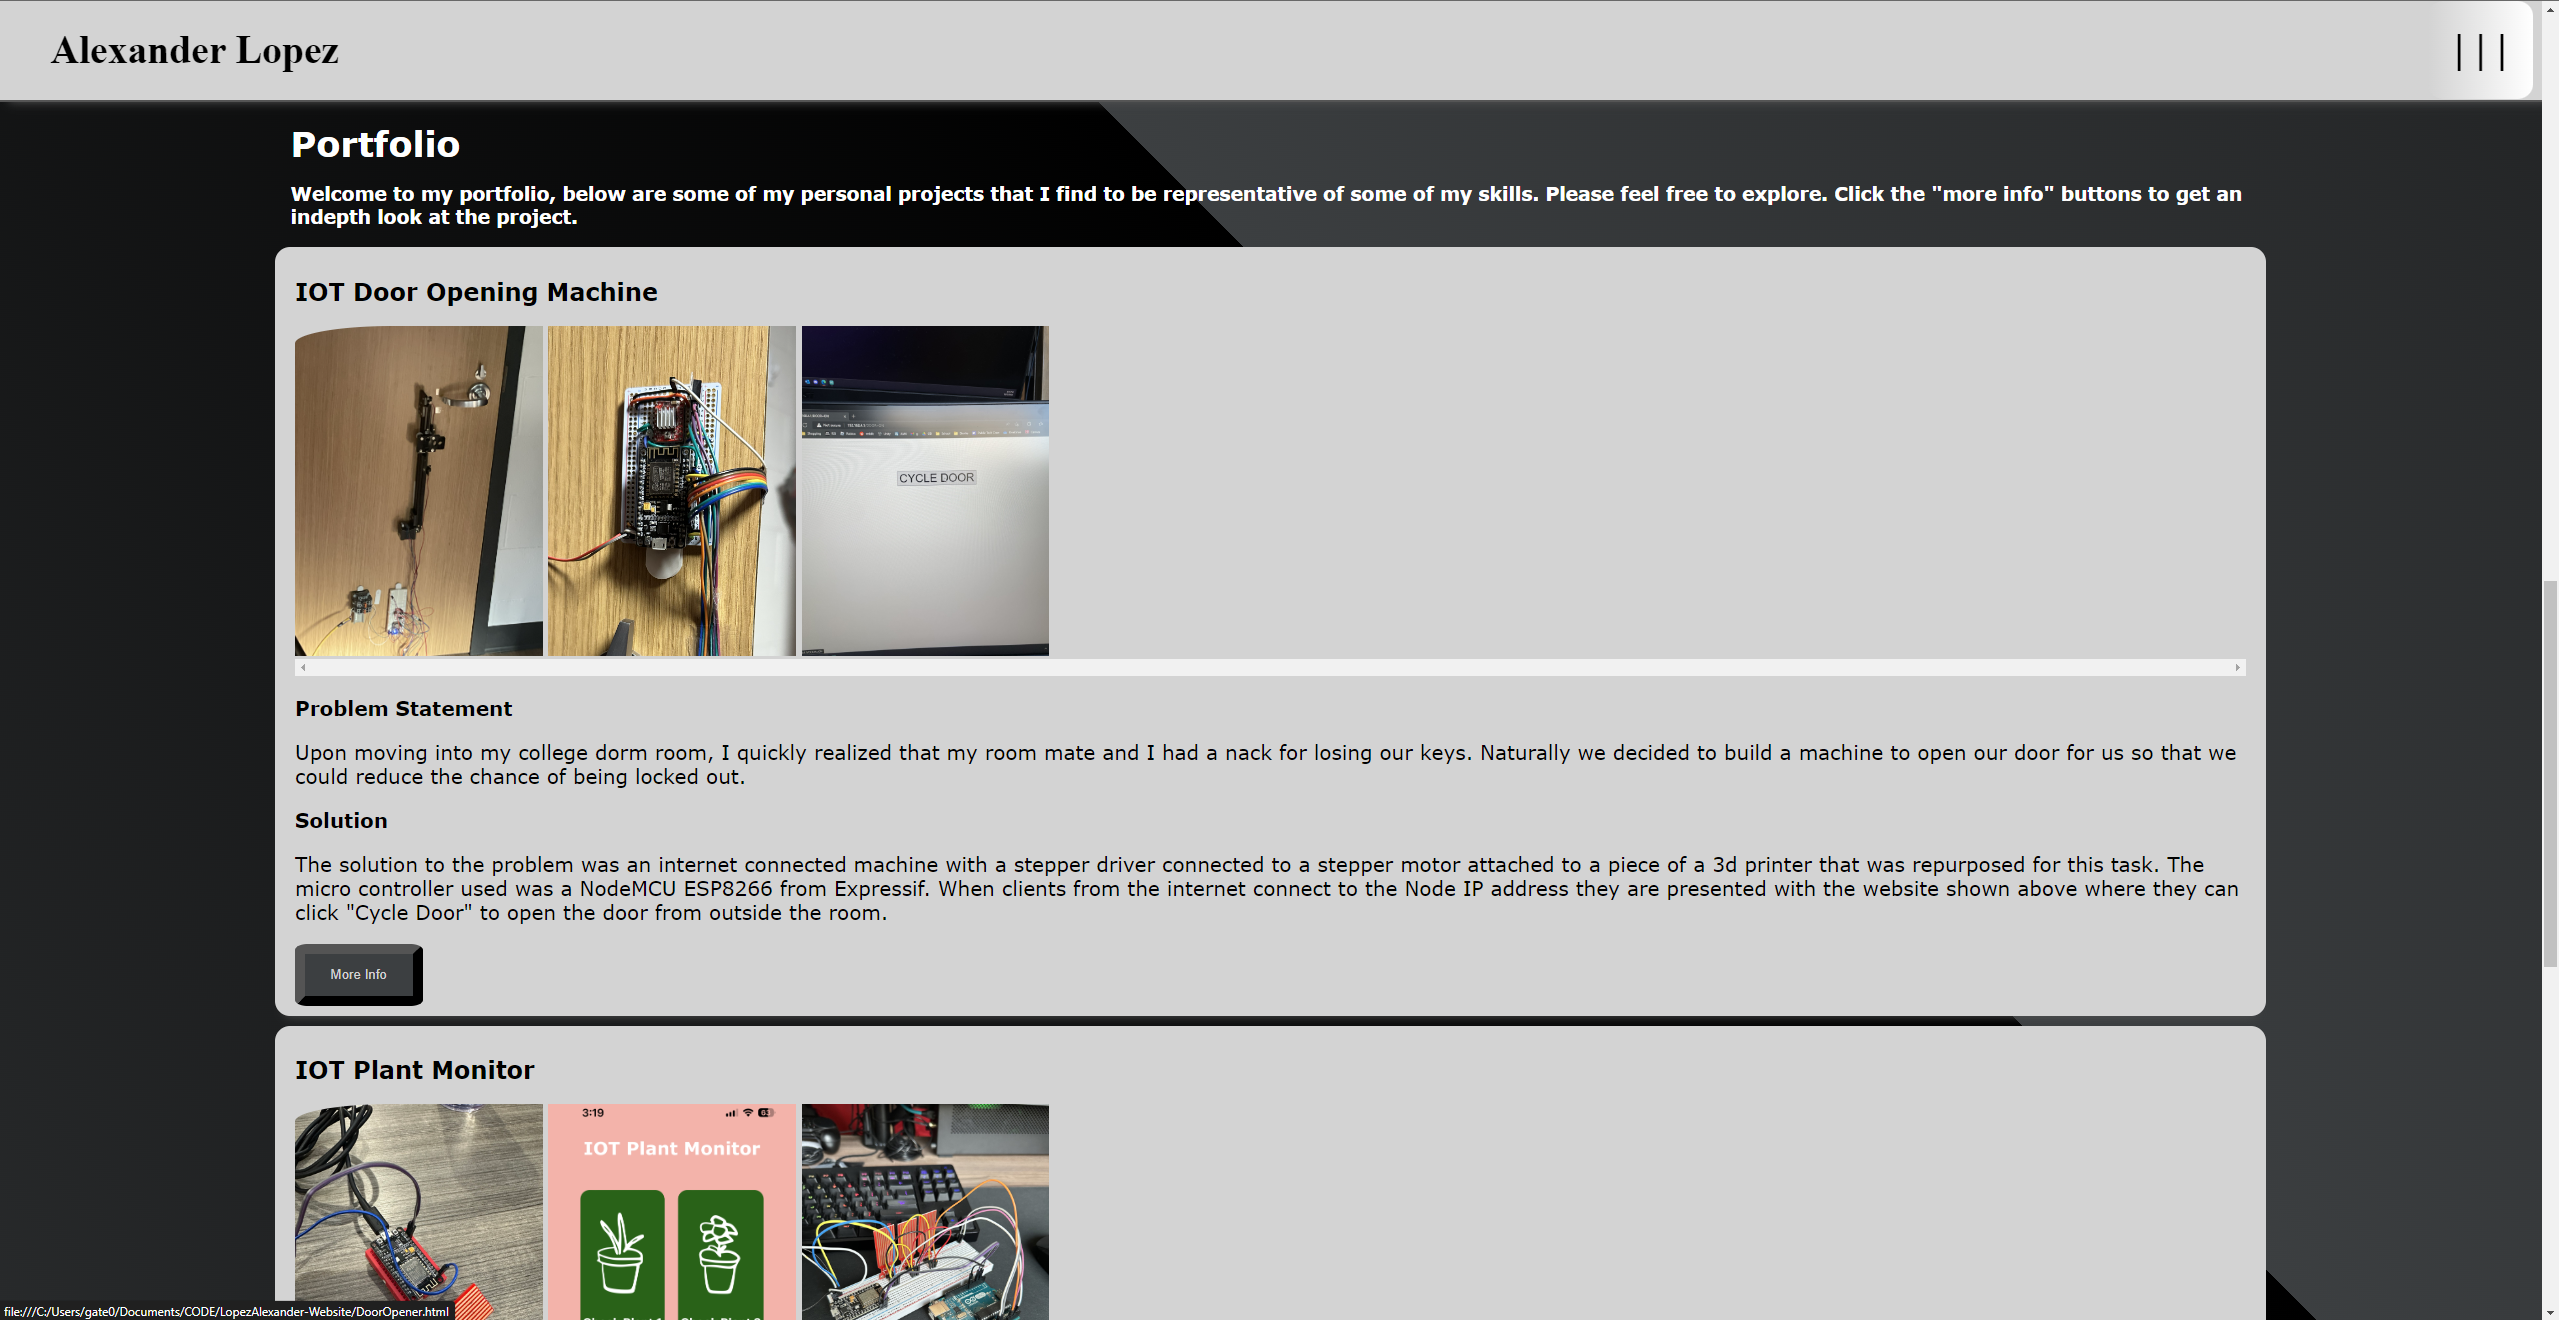 Alexander Lopez
Portfolio
Welcome to my portfolio, below are some of my personal projects that I find to be representative of some of my skills. Please feel free to explore. Click the "more info" buttons to get an
indepth look at the project.
IOT Door Opening Machine
CYCLE DOOR
Problem Statement
Upon moving into my college dorm room, I quickly realized that my room mate and I had a nack for losing our keys. Naturally we decided to build a machine to open our door for us so that we
could reduce the chance of being locked out.
Solution
The solution to the problem was an internet connected machine with a stepper driver connected to a stepper motor attached to a piece of a 3d printer that was repurposed for this task. The
micro controller used was a NodeMCU ESP8266 from Expressif. When clients from the internet connect to the Node IP address they are presented with the website shown above where they can
click "Cycle Door" to open the door from outside the room.
More Info
IOT Plant Monitor
3:19
IOT Plant Monitor
file:///C:/Users/gate0/Documents/CODE/LopezAlexander-Website/DoorOpener.html